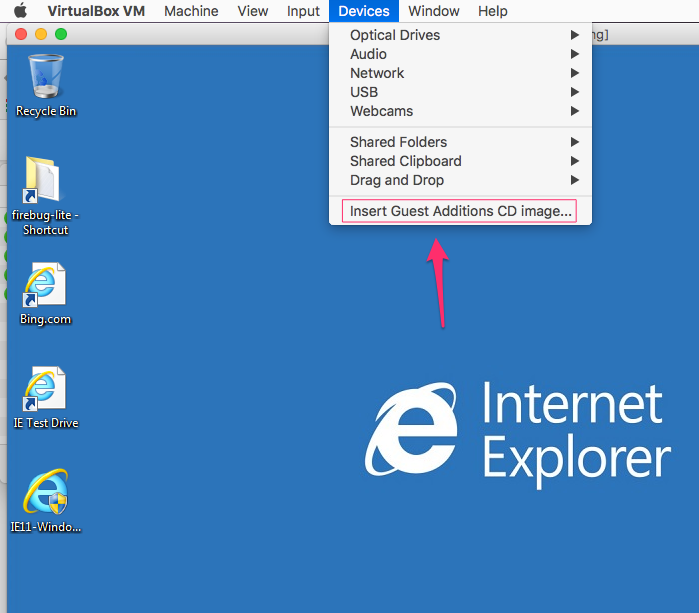 VirtualBox VM Machine View Input Devices Window Help
ng]
Optical Drives
Audio
Network
USB
Webcams
Shared Folders
Shared Clipboard
Drag and Drop
Insert Guest Additions CD image...
Recycle Bin
firebug-lite -
Shortcut
Bing.com
IE Test Drive
IE11-Windo...
Internet
Explorer